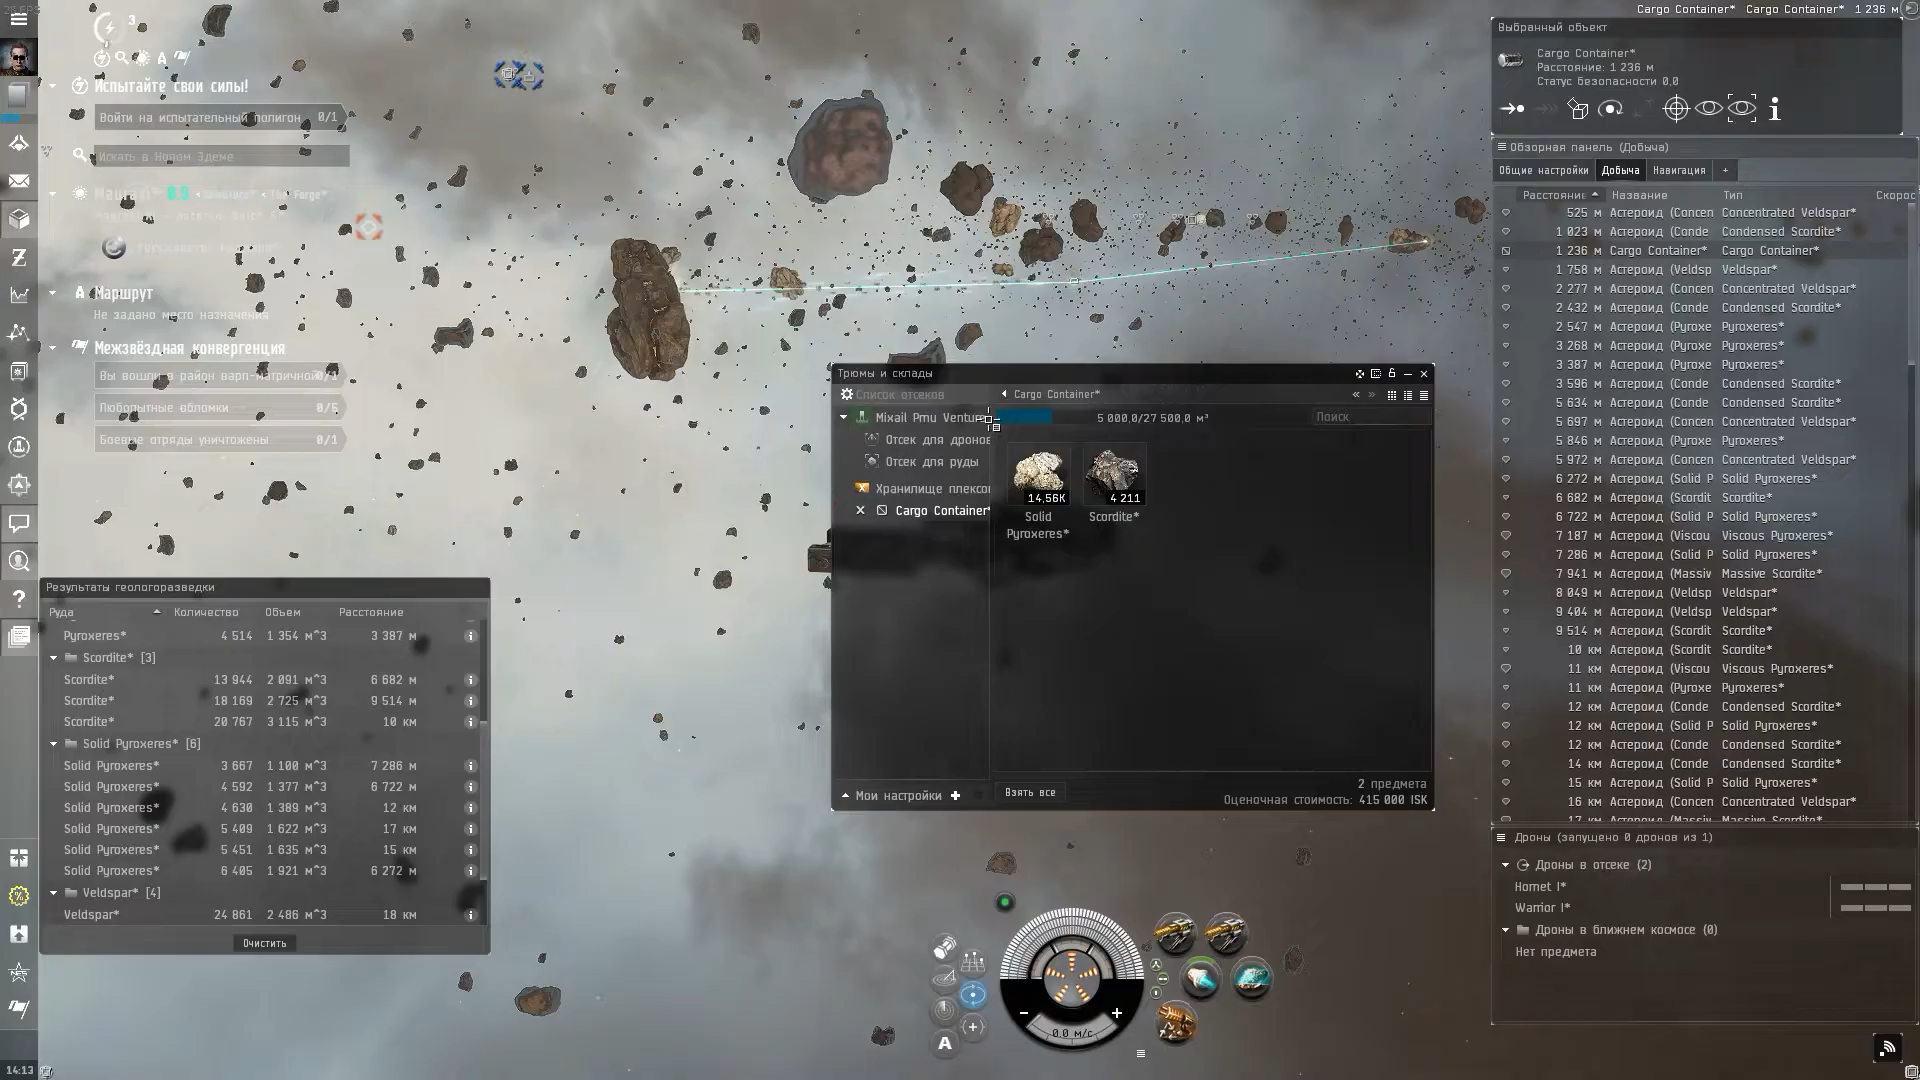 Cargo Container* Cargo Container* 1 236 м
3
Испытайте свои силы!
Войти на испытательный полигон 0/1
Искать в Новом Эдеме
Маршрут
Не задано место назначения
Межзвёздная конвергенция
Вы вошли в район варп-матричной 0/1
Любопытные обломки 0/5
Боевые отряды уничтожены 0/1
Выбранный объект
Cargo Container*
Расстояние: 1 236 м
Статус безопасности 0,0
Обзорная панель (Добыча)
Общие настройки Добыча Навигация +
Расстояние Название Тип Скорос
525 м Астероид (Concen Concentrated Veldspar*
1 023 м Астероид (Conde Condensed Scordite*
1 236 м Cargo Container* Cargo Container*
1 758 м Астероид (Veldsp Veldspar*
2 277 м Астероид (Concen Concentrated Veldspar*
2 432 м Астероид (Conde Condensed Scordite*
2 547 м Астероид (Pyroxe Pyroxeres*
3 268 м Астероид (Pyroxe Pyroxeres*
3 387 м Астероид (Pyroxe Pyroxeres*
3 596 м Астероид (Conde Condensed Scordite*
5 634 м Астероид (Conde Condensed Scordite*
5 697 м Астероид (Concen Concentrated Veldspar*
5 846 м Астероид (Pyroxe Pyroxeres*
5 972 м Астероид (Concen Concentrated Veldspar*
6 272 м Астероид (Solid P Solid Pyroxeres*
6 682 м Астероид (Scordit Scordite*
6 722 м Астероид (Solid P Solid Pyroxeres*
7 187 м Астероид (Viscou Viscous Pyroxeres*
7 286 м Астероид (Solid P Solid Pyroxeres*
7 941 м Астероид (Massiv Massive Scordite*
8 049 м Астероид (Veldsp Veldspar*
9 404 м Астероид (Veldsp Veldspar*
9 514 м Астероид (Scordit Scordite*
10 км Астероид (Scordit Scordite*
11 км Астероид (Viscou Viscous Pyroxeres*
11 км Астероид (Pyroxe Pyroxeres*
12 км Астероид (Conde Condensed Scordite*
12 км Астероид (Solid P Solid Pyroxeres*
12 км Астероид (Conde Condensed Scordite*
14 км Астероид (Conde Condensed Scordite*
15 км Астероид (Solid P Solid Pyroxeres*
16 км Астероид (Concen Concentrated Veldspar*
17 км Астероид (Massiv Massive Scordite*
Трюмы и склады
Список отсеков
Cargo Container*
Mixail Pmu Venture
5 000,0/27 500,0 м³
Поиск
Отсек для дронов
Отсек для руды
Хранилище плексо
Cargo Container*
14,56K
Solid
Pyroxeres*
4 211
Scordite*
Мои настройки +
Взять все
2 предмета
Оценочная стоимость: 415 000 ISK
Результаты геологоразведки
Руда Количество Объем Расстояние
Pyroxeres* 4 514 1 354 м^3 3 387 м
Scordite* [3]
Scordite* 13 944 2 091 м^3 6 682 м
Scordite* 18 169 2 725 м^3 9 514 м
Scordite* 20 767 3 115 м^3 10 км
Solid Pyroxeres* [6]
Solid Pyroxeres* 3 667 1 100 м^3 7 286 м
Solid Pyroxeres* 4 592 1 377 м^3 6 722 м
Solid Pyroxeres* 4 630 1 389 м^3 12 км
Solid Pyroxeres* 5 409 1 622 м^3 17 км
Solid Pyroxeres* 5 451 1 635 м^3 15 км
Solid Pyroxeres* 6 405 1 921 м^3 6 272 м
Veldspar* [4]
Veldspar* 24 861 2 486 м^3 18 км
Очистить
Дроны (запущено 0 дронов из 1)
Дроны в отсеке (2)
Hornet I*
Warrior I*
Дроны в ближнем космосе (0)
Нет предмета
0.0 м/с
A
14:13